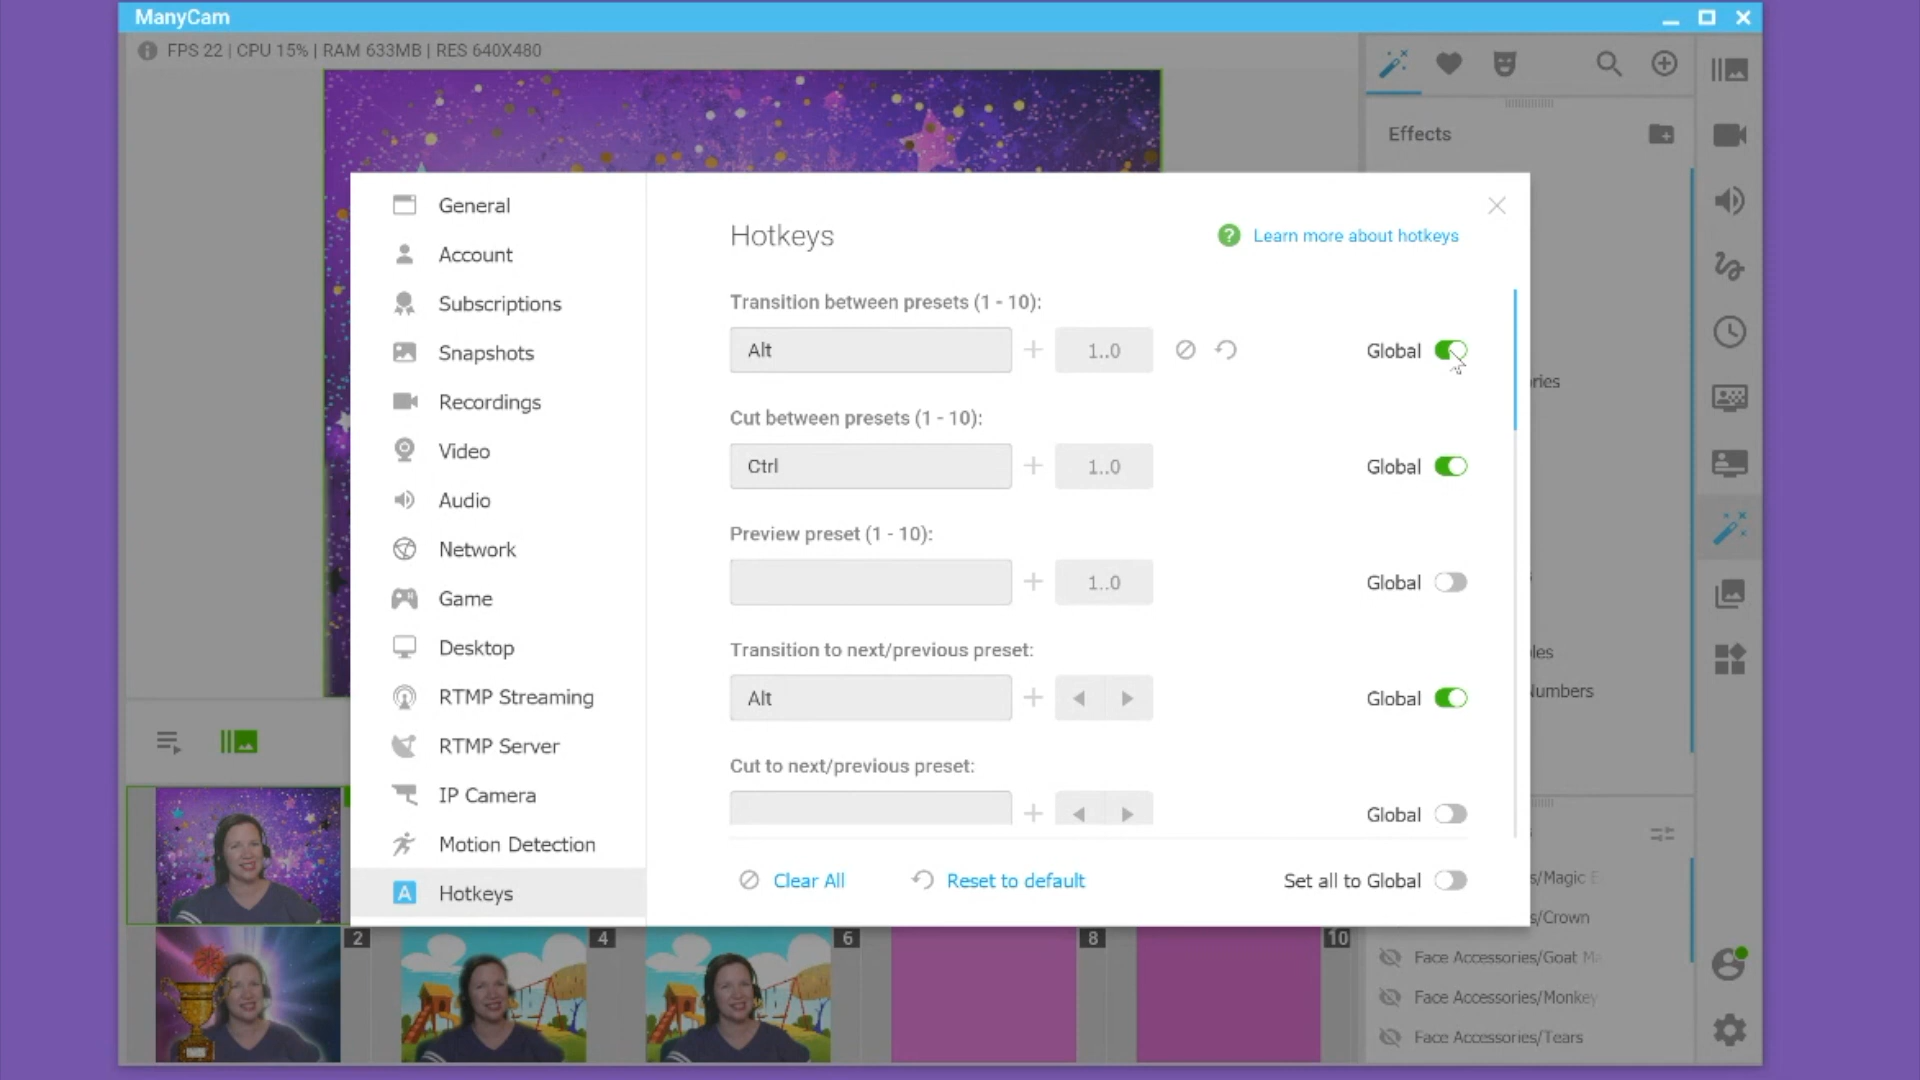 ManyCam
FPS 22 | CPU 15% | RAM 633MB | RES 640X480
Effects
General
Account
Subscriptions
Snapshots
Recordings
Video
Audio
Network
Game
Desktop
RTMP Streaming
RTMP Server
IP Camera
Motion Detection
A Hotkeys
Hotkeys
? Learn more about hotkeys
Transition between presets (1 - 10):
Alt + 1..0 Global
Cut between presets (1 - 10):
Ctrl + 1..0 Global
Preview preset (1 - 10):
+ 1..0 Global
Transition to next/previous preset:
Alt + Global
Cut to next/previous preset:
+ Global
Clear All Reset to default Set all to Global
ries
les
Numbers
s/Magic
s/Crown
Face Accessories/Goat
Face Accessories/Monkey
Face Accessories/Tears
2 4 6 8 10